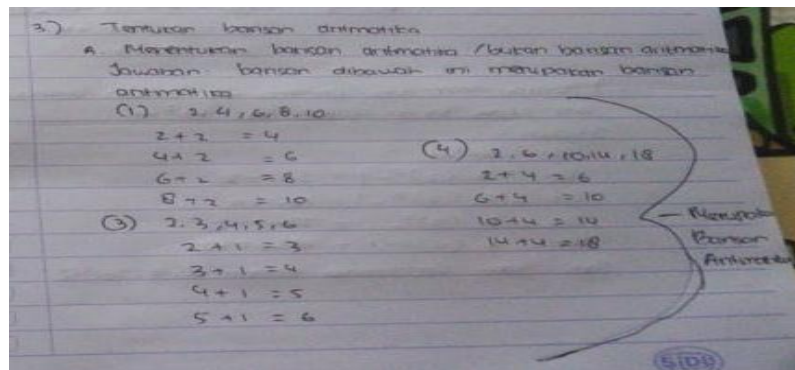 3) Tentukan barisan aritmatika
A. Menentukan barisan aritmatika / bukan barisan aritmatika
Jawaban barisan dibawah ini merupakan barisan
aritmatika
(1) 2, 4, 6, 8, 10
2 + 2 = 4
4 + 2 = 6
6 + 2 = 8
8 + 2 = 10
(3) 2, 3, 4, 5, 6
2 + 1 = 3
3 + 1 = 4
4 + 1 = 5
5 + 1 = 6
(4) 2, 6, 10, 14, 18
2 + 4 = 6
6 + 4 = 10
10 + 4 = 14
14 + 4 = 18
Merupakan
Barisan
Aritmatika